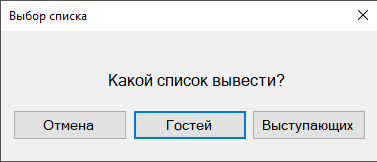 Выбор списка
Какой список вывести?
Отмена Гостей Выступающих